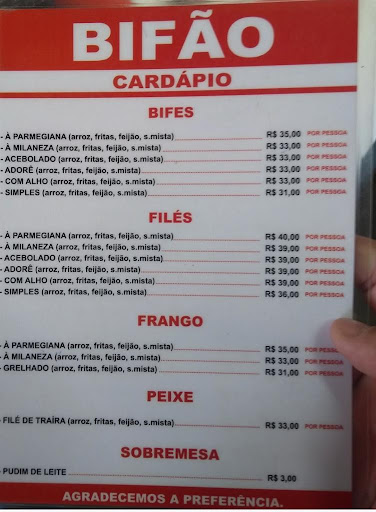 BIFÃO
CARDÁPIO
BIFES
- À PARMEGIANA (arroz, fritas, feijão, s.mista) R$ 35,00 POR PESSOA
- À MILANEZA (arroz, fritas, feijão, s.mista) R$ 33,00 POR PESSOA
- ACEBOLADO (arroz, fritas, feijão, s.mista) R$ 33,00 POR PESSOA
- ADORÊ (arroz, fritas, feijão, s.mista) R$ 33,00 POR PESSOA
- COM ALHO (arroz, fritas, feijão, s.mista) R$ 33,00 POR PESSOA
- SIMPLES (arroz, fritas, feijão, s.mista) R$ 31,00 POR PESSOA
FILÉS
- À PARMEGIANA (arroz, fritas, feijão, s.mista) R$ 40,00 POR PESSOA
- À MILANEZA (arroz, fritas, feijão, s.mista) R$ 39,00 POR PESSOA
- ACEBOLADO (arroz, fritas, feijão, s.mista) R$ 39,00 POR PESSOA
- ADORÊ (arroz, fritas, feijão, s.mista) R$ 39,00 POR PESSOA
- COM ALHO (arroz, fritas, feijão, s.mista) R$ 39,00 POR PESSOA
- SIMPLES (arroz, fritas, feijão, s.mista) R$ 36,00 POR PESSOA
FRANGO
- À PARMEGIANA (arroz, fritas, feijão, s.mista) R$ 35,00 POR PESSOA
- À MILANEZA (arroz, fritas, feijão, s.mista) R$ 33,00 POR PESSOA
- GRELHADO (arroz, fritas, feijão, s.mista) R$ 31,00 POR PESSOA
PEIXE
- FILÉ DE TRAÍRA (arroz, fritas, feijão, s.mista) R$ 33,00 POR PESSOA
SOBREMESA
- PUDIM DE LEITE R$ 3,00
AGRADECEMOS A PREFERÊNCIA.